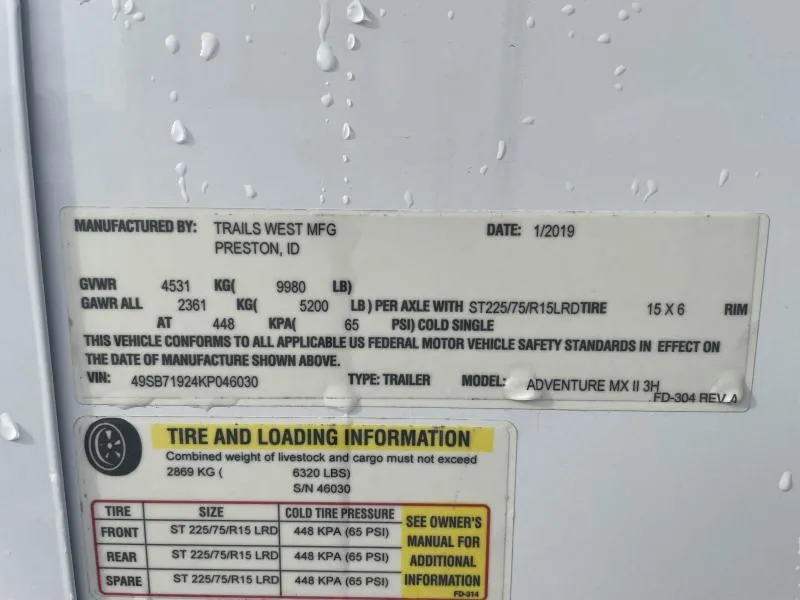 MANUFACTURED BY: TRAILS WEST MFG DATE: 1/2019
PRESTON, ID
GVWR 4531 KG( 9980 LB)
GAWR ALL 2361 KG( 5200 LB ) PER AXLE WITH ST225/75/R15LRD TIRE 15 X 6 RIM
AT 448 KPA( 65 PSI) COLD SINGLE
THIS VEHICLE CONFORMS TO ALL APPLICABLE US FEDERAL MOTOR VEHICLE SAFETY STANDARDS IN EFFECT ON
THE DATE OF MANUFACTURE SHOWN ABOVE.
VIN: 49SB71924KP046030 TYPE: TRAILER MODEL: ADVENTURE MX II 3H
FD-304 REV A
TIRE AND LOADING INFORMATION
Combined weight of livestock and cargo must not exceed
2869 KG ( 6320 LBS)
S/N 46030
TIRE SIZE COLD TIRE PRESSURE
FRONT ST 225/75/R15 LRD 448 KPA (65 PSI)
REAR ST 225/75/R15 LRD 448 KPA (65 PSI)
SPARE ST 225/75/R15 LRD 448 KPA (65 PSI)
SEE OWNER'S
MANUAL FOR
ADDITIONAL
INFORMATION
FD-314